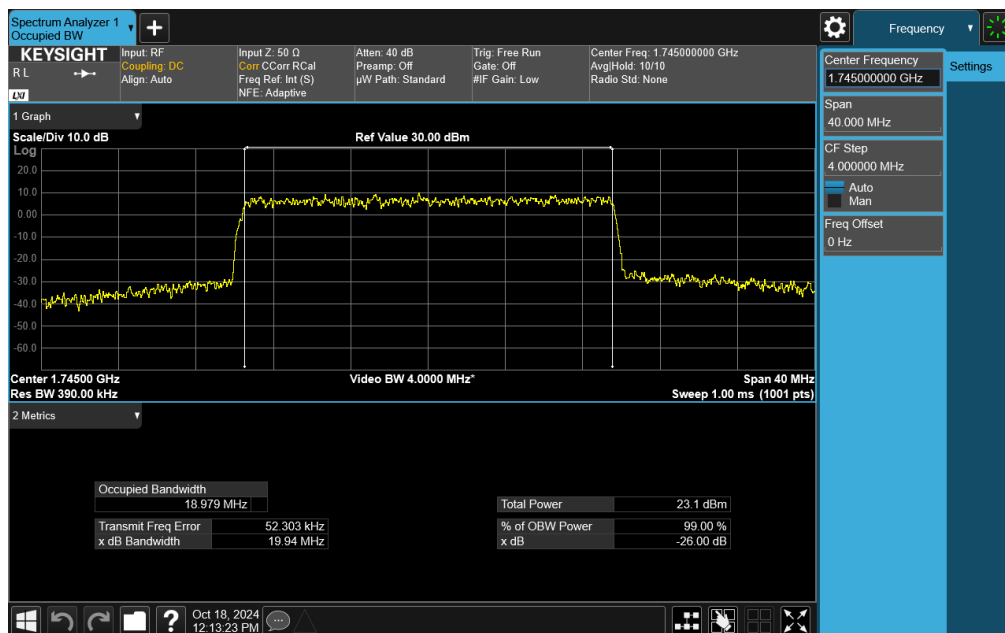 Spectrum Analyzer 1
Occupied BW
Frequency
KEYSIGHT
R L
LXI
Input: RF
Coupling: DC
Align: Auto
Input Z: 50 Ω
Corr CCorr RCal
Freq Ref: Int (S)
NFE: Adaptive
Atten: 40 dB
Preamp: Off
µW Path: Standard
Trig: Free Run
Gate: Off
#IF Gain: Low
Center Freq: 1.745000000 GHz
Avg|Hold: 10/10
Radio Std: None
Center Frequency
1.745000000 GHz
Settings
Span
40.000 MHz
CF Step
4.000000 MHz
Auto
Man
Freq Offset
0 Hz
1 Graph
Scale/Div 10.0 dB
Ref Value 30.00 dBm
Log
20.0
10.0
0.00
-10.0
-20.0
-30.0
-40.0
-50.0
-60.0
Center 1.74500 GHz
Video BW 4.0000 MHz*
Span 40 MHz
Res BW 390.00 kHz
Sweep 1.00 ms (1001 pts)
2 Metrics
Occupied Bandwidth
18.979 MHz
Total Power 23.1 dBm
Transmit Freq Error 52.303 kHz
% of OBW Power 99.00 %
x dB Bandwidth 19.94 MHz
x dB -26.00 dB
?
Oct 18, 2024
12:13:23 PM